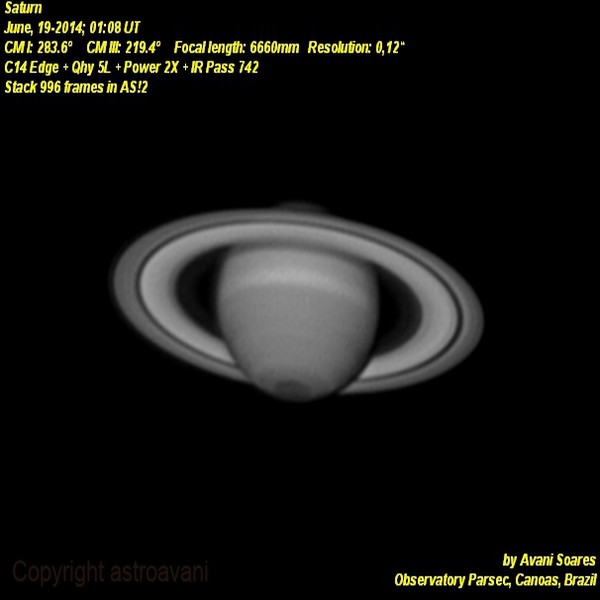 Saturn
June, 19-2014; 01:08 UT
CM I: 283.6° CM III: 219.4° Focal length: 6660mm Resolution: 0,12"
C14 Edge + Qhy 5L + Power 2X + IR Pass 742
Stack 996 frames in AS!2
by Avani Soares
Observatory Parsec, Canoas, Brazil
Copyright astroavani